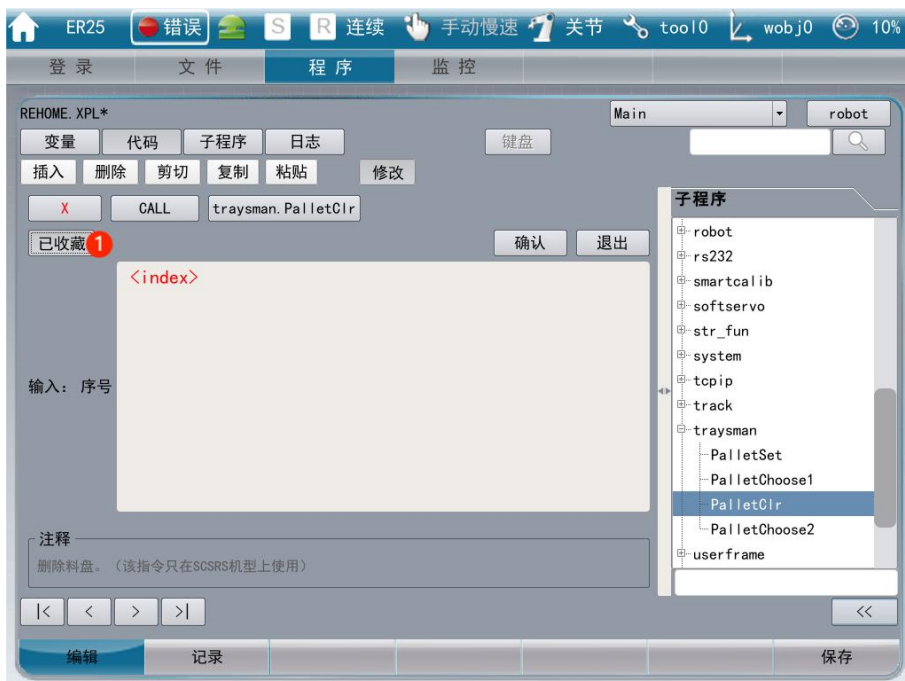 ER25 错误 S R 连续 手动慢速 关节 tool0 wobj0 10%
登录 文件 程序 监控
REHOME. XPL* Main robot
变量 代码 子程序 日志 键盘
插入 删除 剪切 复制 粘贴 修改
X CALL traysman. PalletClr
已收藏 1 确认 退出
<index>
输入: 序号
注释
删除料盘。（该指令只在SCSRS机型上使用）
子程序
robot
rs232
smartcalib
softservo
str_fun
system
tcpip
track
traysman
PalletSet
PalletChoose1
PalletClr
PalletChoose2
userframe
|< < > >| <<
编辑 记录 保存